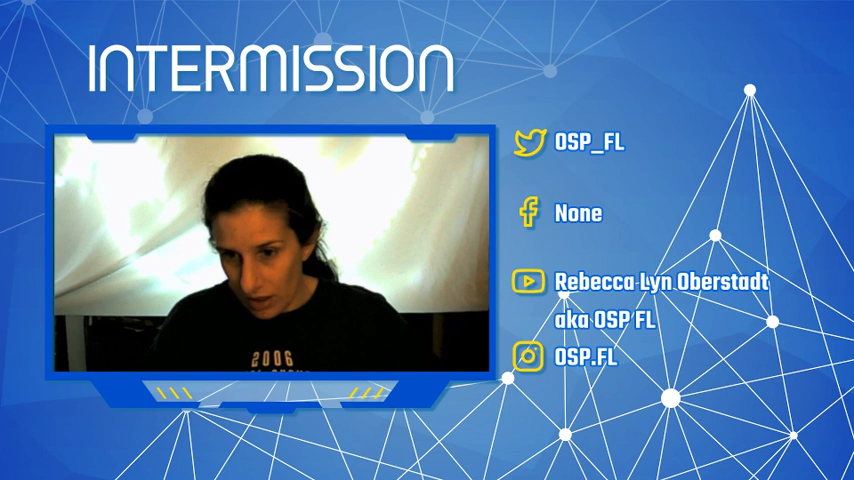 INTERMISSION
OSP_FL
None
Rebecca Lyn Oberstadt
aka OSP FL
OSP.FL
2006